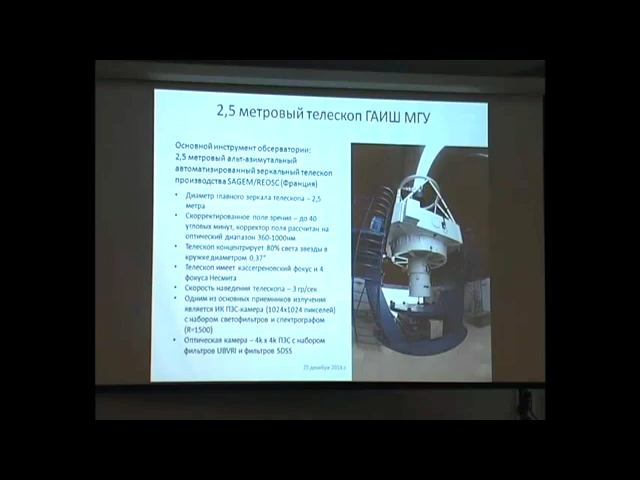 2,5 метровый телескоп ГАИШ МГУ
Основной инструмент обсерватории:
2,5 метровый альт-азимутальный
автоматизированный зеркальный телескоп
производства SAGEM/REOSC (Франция)
• Диаметр главного зеркала телескопа – 2,5
метра
• Скорректированное поле зрения – до 40
угловых минут, корректор поля рассчитан на
оптический диапазон 360-1000нм
• Телескоп концентрирует 80% света звезды в
кружке диаметром 0,37"
• Телескоп имеет кассегреновский фокус и 4
фокуса Несмита
• Скорость наведения телескопа – 3 гр/сек
• Одним из основных приемников излучения
является ИК ПЗС-камера (1024x1024 пикселей)
с набором светофильтров и спектрографом
(R=1500)
• Оптическая камера – 4k x 4k ПЗС с набором
фильтров UBVRI и фильтров SDSS
25 декабря 2014 г.